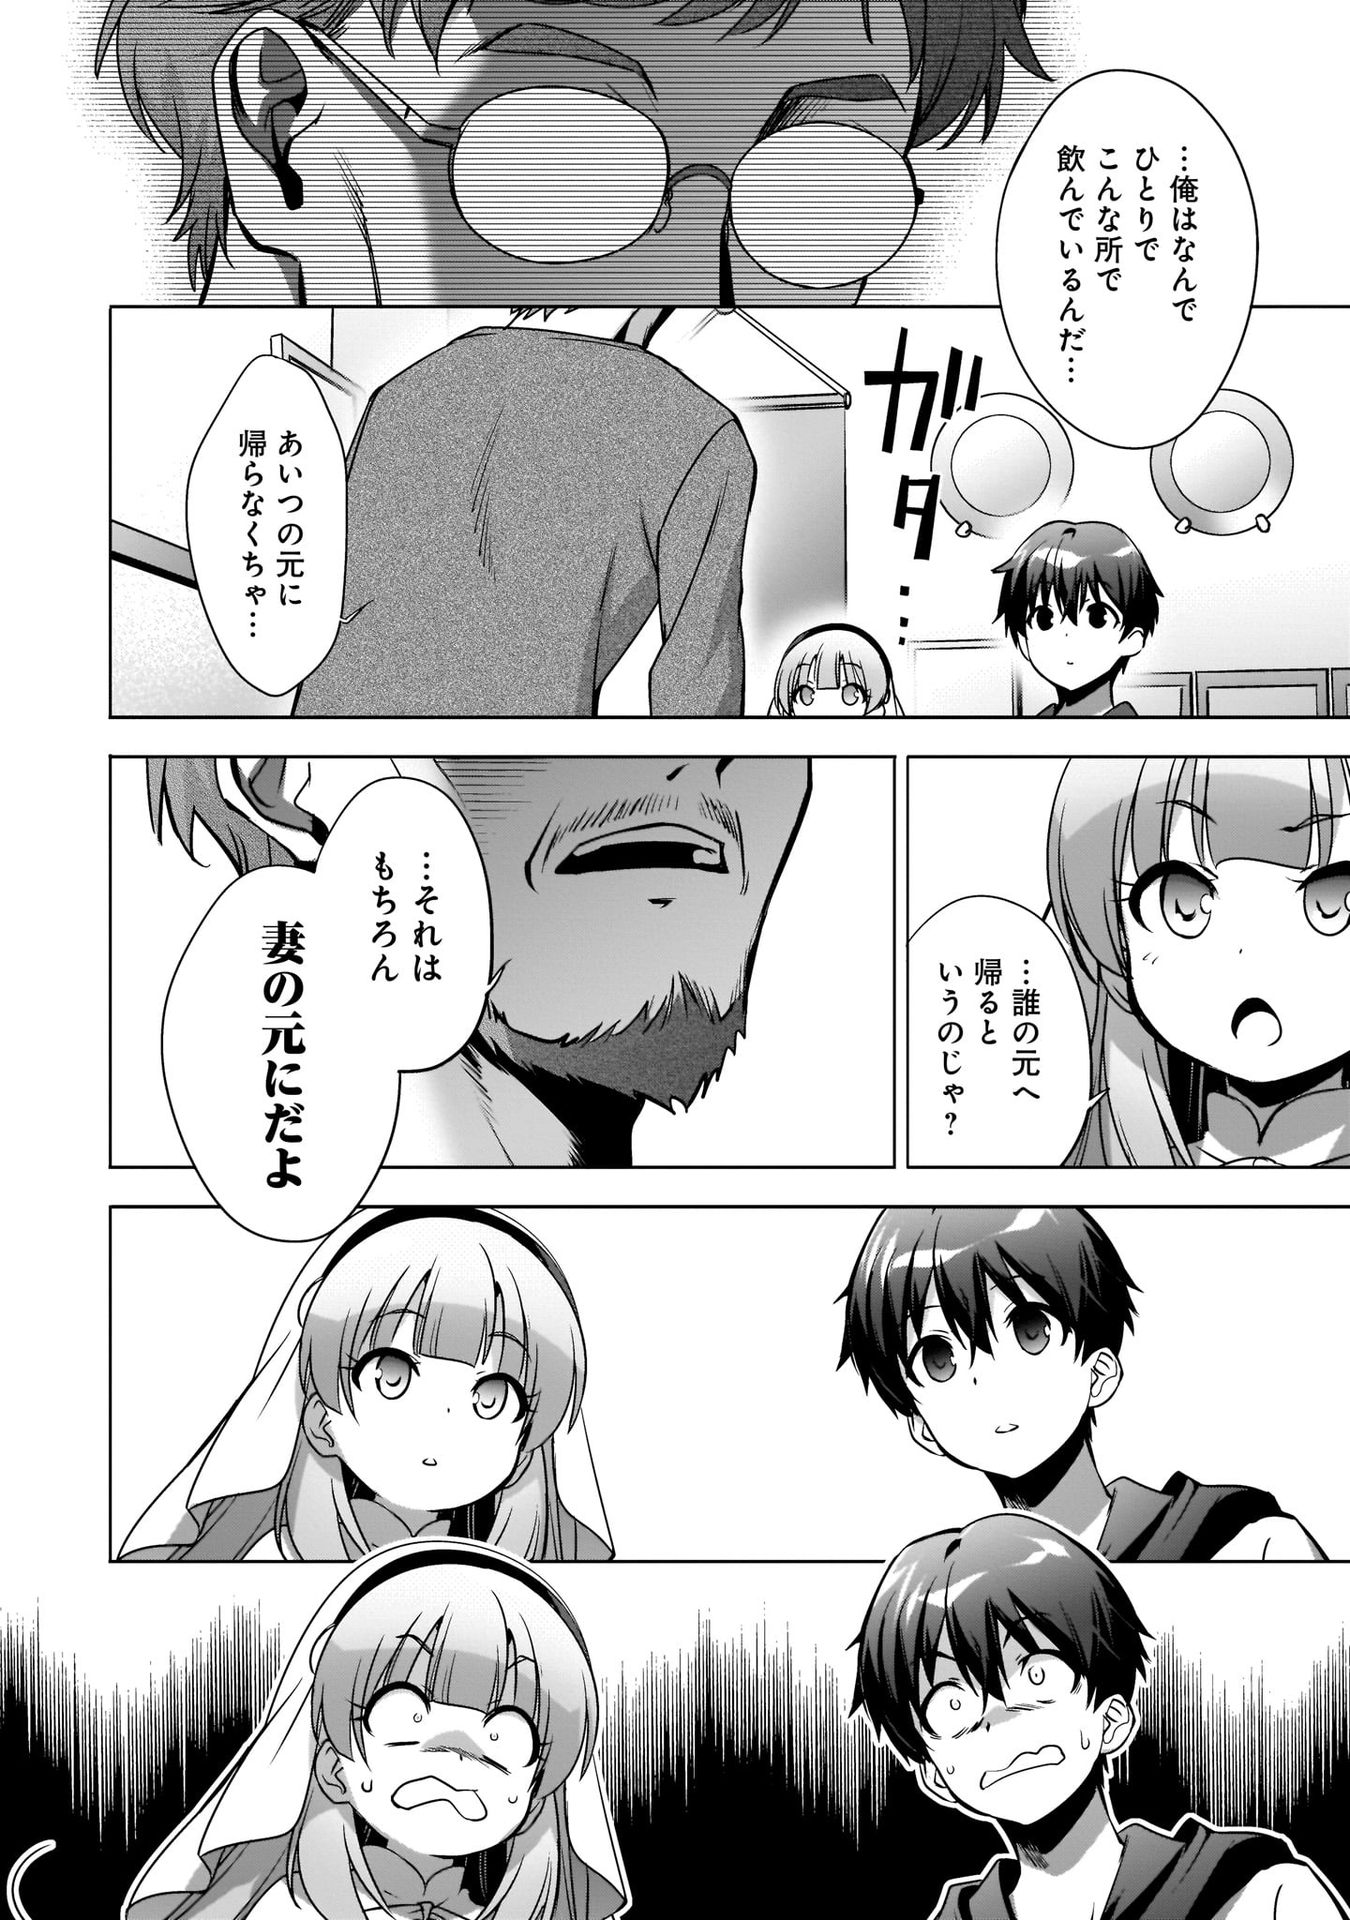 …俺はなんで
ひとりで
こんな所で
飲んでいるんだ…
ガタ…
あいつの元に
帰らなくちゃ…
…誰の元へ
帰ると
いうのじゃ？
…それは
もちろん
妻の元にだよ